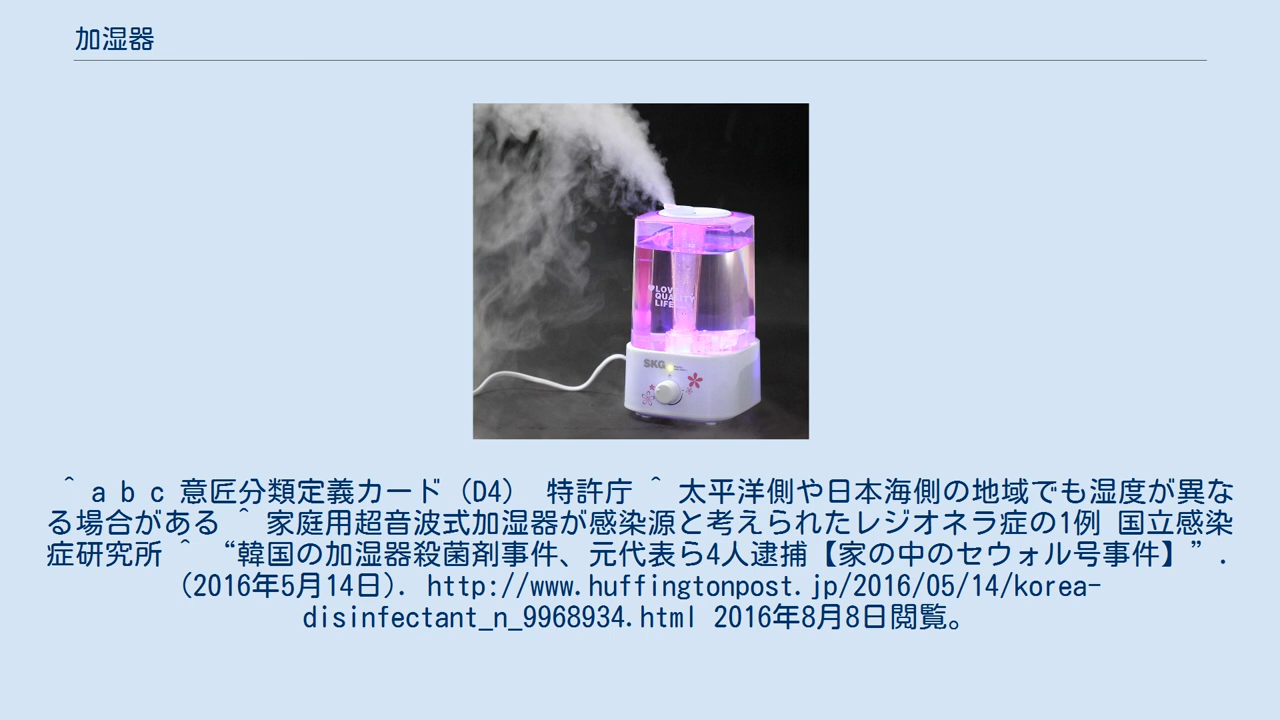 加湿器
LOVE
QUALITY
LIFE
SKG
^ a b c 意匠分類定義カード（D4） 特許庁 ^ 太平洋側や日本海側の地域でも湿度が異な
る場合がある ^ 家庭用超音波式加湿器が感染源と考えられたレジオネラ症の1例 国立感染
症研究所 ^ “韓国の加湿器殺菌剤事件、元代表ら4人逮捕【家の中のセウォル号事件】”.
(2016年5月14日). http://www.huffingtonpost.jp/2016/05/14/korea-
disinfectant_n_9968934.html 2016年8月8日閲覧。